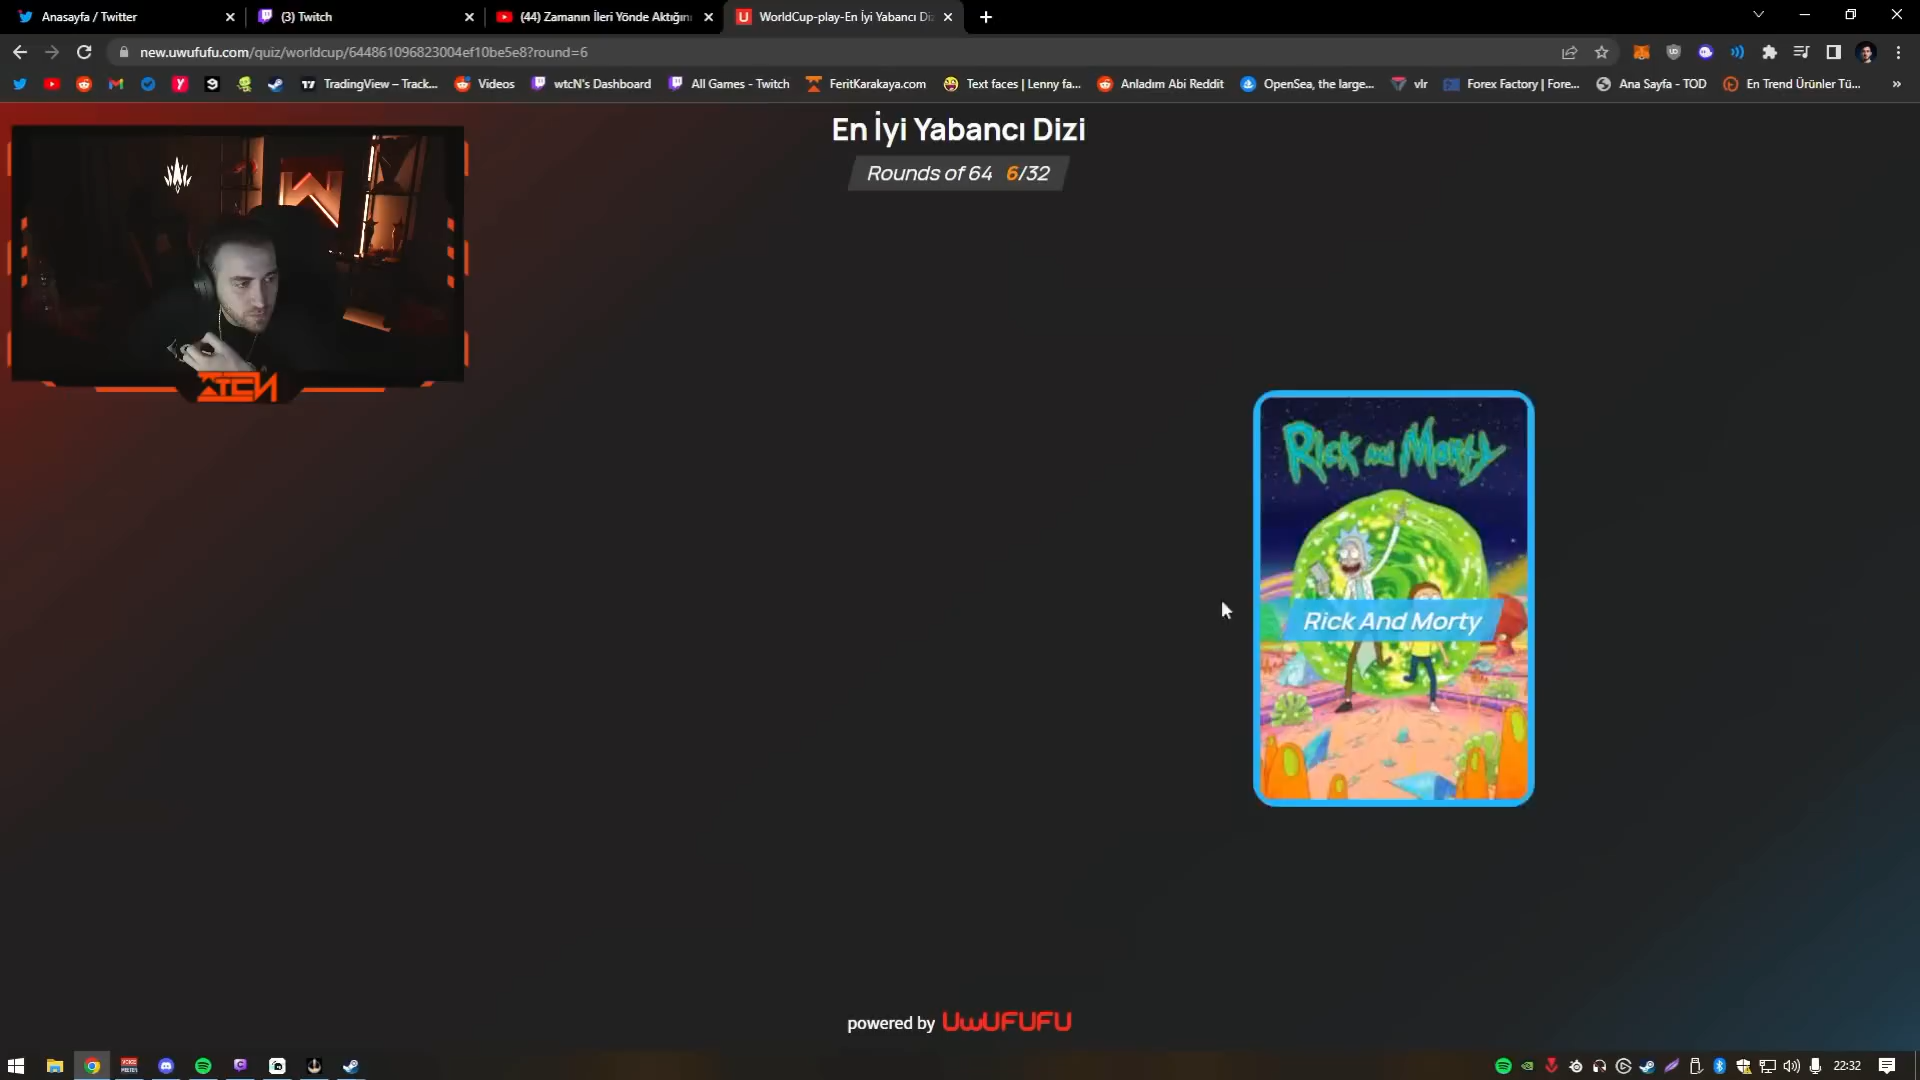 Anasayfa / Twitter
(3) Twitch
(44) Zamanın İleri Yönde Aktığın
WorldCup-play-En İyi Yabancı Diz
new.uwufufu.com/quiz/worldcup/644861096823004ef10be5e8?round=6
TradingView – Track...
Videos
wtcN's Dashboard
All Games - Twitch
FeritKarakaya.com
Text faces | Lenny fa...
Anladım Abi Reddit
OpenSea, the large...
vlr
Forex Factory | Fore...
Ana Sayfa - TOD
En Trend Ürünler Tü...
En İyi Yabancı Dizi
Rounds of 64 6/32
WTCN
Rick and Morty
Rick And Morty
powered by UwUFUFU
22:32